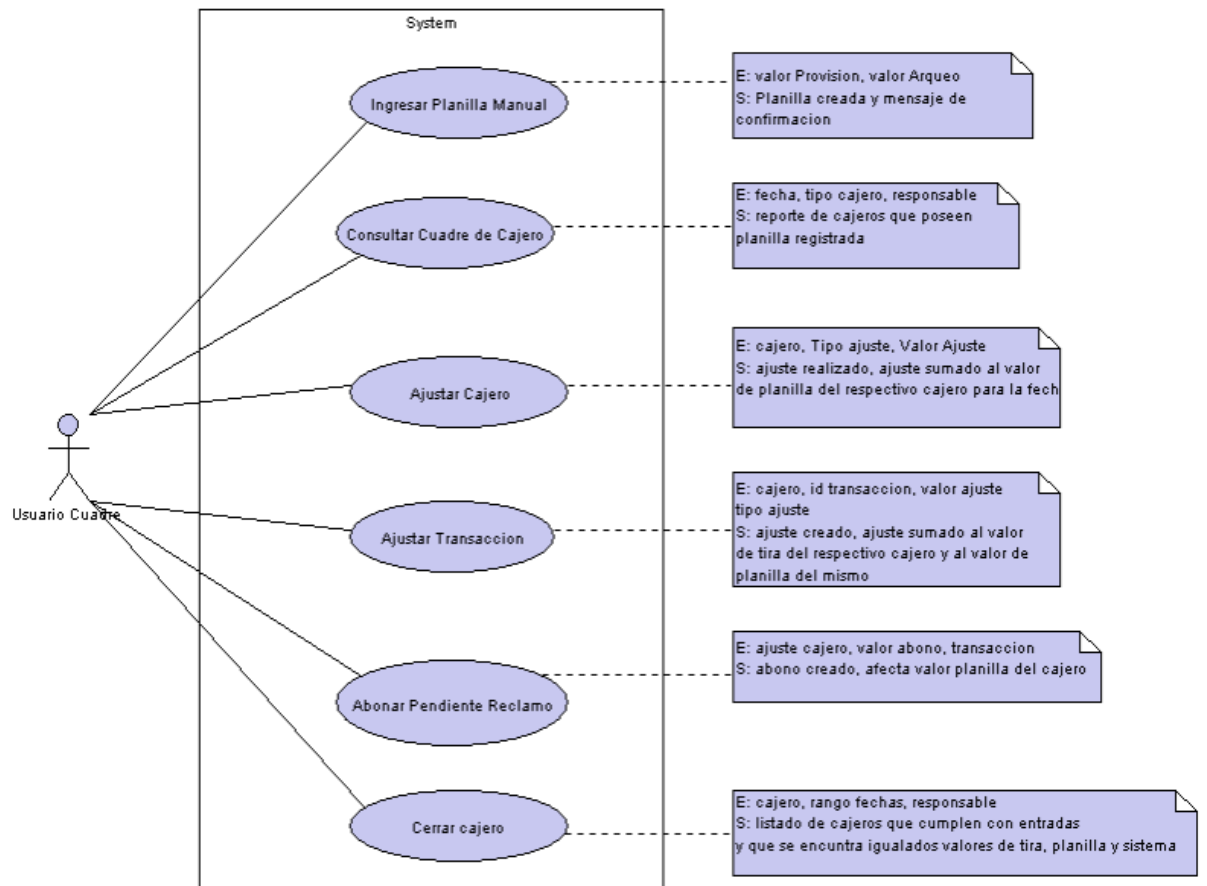 System
Ingresar Planilla Manual
E: valor Provision, valor Arqueo
S: Planilla creada y mensaje de
confirmacion
Consultar Cuadre de Cajero
E: fecha, tipo cajero, responsable
S: reporte de cajeros que poseen
planilla registrada
Ajustar Cajero
E: cajero, Tipo ajuste, Valor Ajuste
S: ajuste realizado, ajuste sumado al valor
de planilla del respectivo cajero para la fech
Usuario Cuadre
Ajustar Transaccion
E: cajero, id transaccion, valor ajuste
tipo ajuste
S: ajuste creado, ajuste sumado al valor
de tira del respectivo cajero y al valor de
planilla del mismo
Abonar Pendiente Reclamo
E: ajuste cajero, valor abono, transaccion
S: abono creado, afecta valor planilla del cajero
Cerrar cajero
E: cajero, rango fechas, responsable
S: listado de cajeros que cumplen con entradas
y que se encuntra igualados valores de tira, planilla y sistema